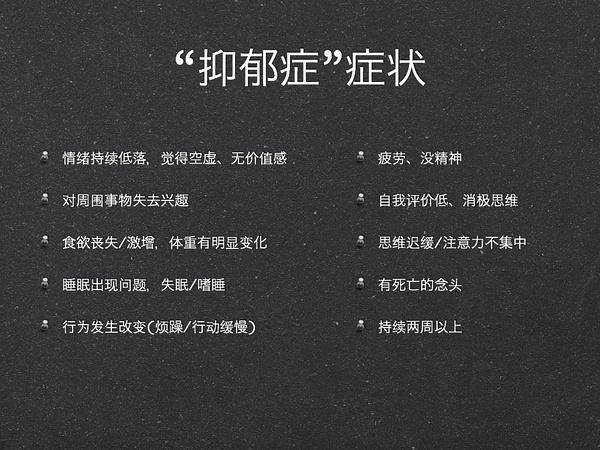 “抑郁症”症状
情绪持续低落，觉得空虚、无价值感
对周围事物失去兴趣
食欲丧失/激增，体重有明显变化
睡眠出现问题，失眠/嗜睡
行为发生改变(烦躁/行动缓慢)
疲劳、没精神
自我评价低、消极思维
思维迟缓/注意力不集中
有死亡的念头
持续两周以上